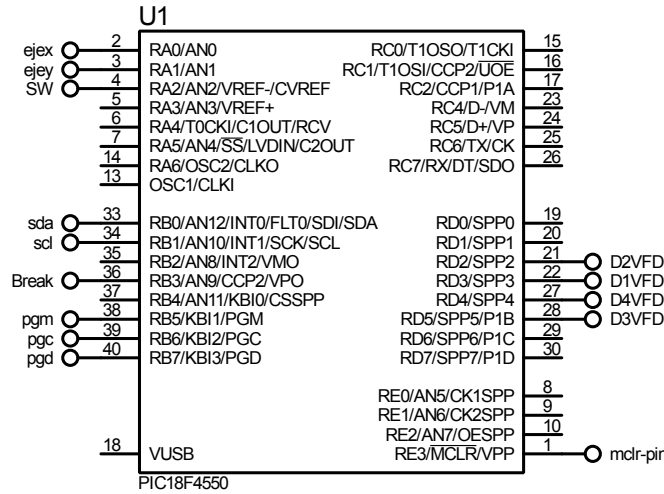 U1
ejex 2 RA0/AN0 RC0/T1OSO/T1CKI 15
ejey 3 RA1/AN1 RC1/T1OSI/CCP2/UOE 16
SW 4 RA2/AN2/VREF-/CVREF RC2/CCP1/P1A 17
5 RA3/AN3/VREF+ RC4/D-/VM 23
6 RA4/T0CKI/C1OUT/RCV RC5/D+/VP 24
7 RA5/AN4/SS/LVDIN/C2OUT RC6/TX/CK 25
14 RA6/OSC2/CLKO RC7/RX/DT/SDO 26
13 OSC1/CLKI
sda 33 RB0/AN12/INT0/FLT0/SDI/SDA RD0/SPP0 19
scl 34 RB1/AN10/INT1/SCK/SCL RD1/SPP1 20
35 RB2/AN8/INT2/VMO RD2/SPP2 21 D2VFD
Break 36 RB3/AN9/CCP2/VPO RD3/SPP3 22 D1VFD
37 RB4/AN11/KBI0/CSSPP RD4/SPP4 27 D4VFD
pgm 38 RB5/KBI1/PGM RD5/SPP5/P1B 28 D3VFD
pgc 39 RB6/KBI2/PGC RD6/SPP6/P1C 29
pgd 40 RB7/KBI3/PGD RD7/SPP7/P1D 30
RE0/AN5/CK1SPP 8
RE1/AN6/CK2SPP 9
RE2/AN7/OESPP 10
18 VUSB RE3/MCLR/VPP 1 mclr-pin
PIC18F4550